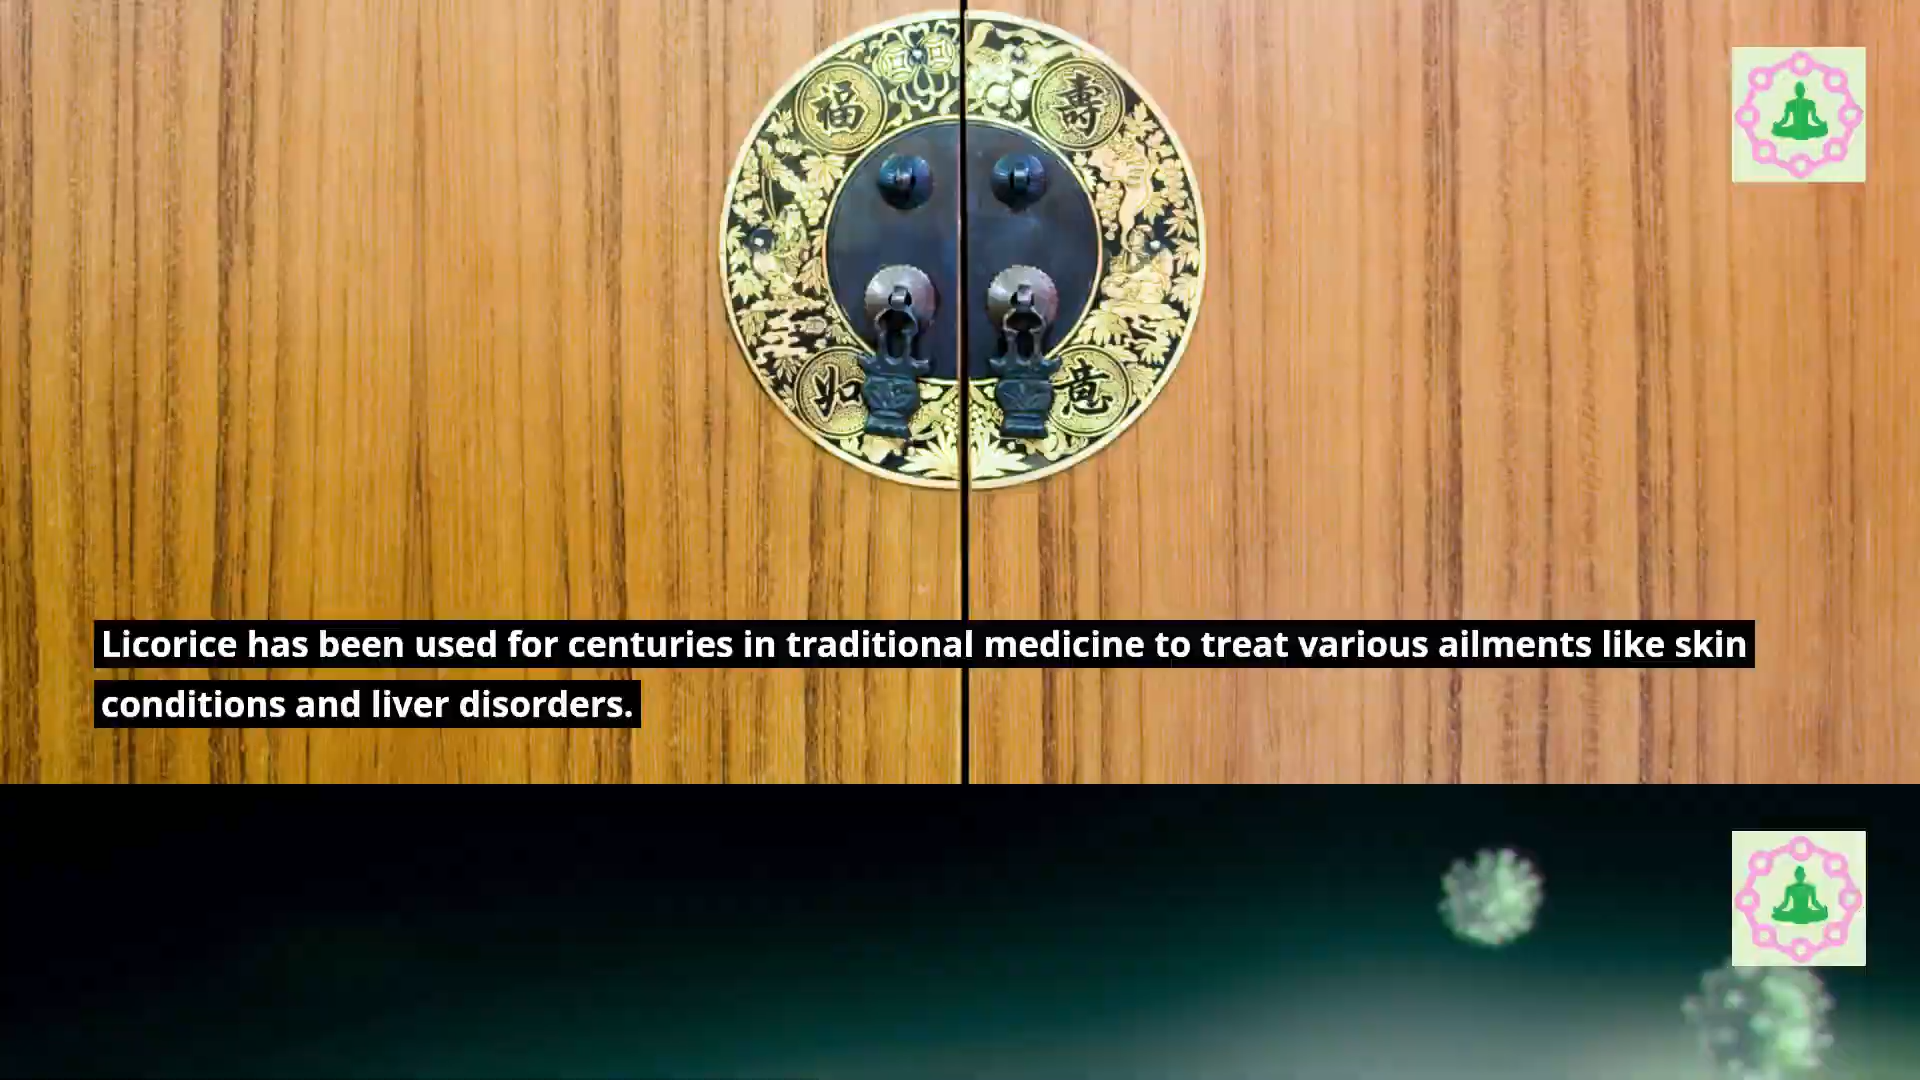 福 壽
如 意
Licorice has been used for centuries in traditional medicine to treat various ailments like skin
conditions and liver disorders.